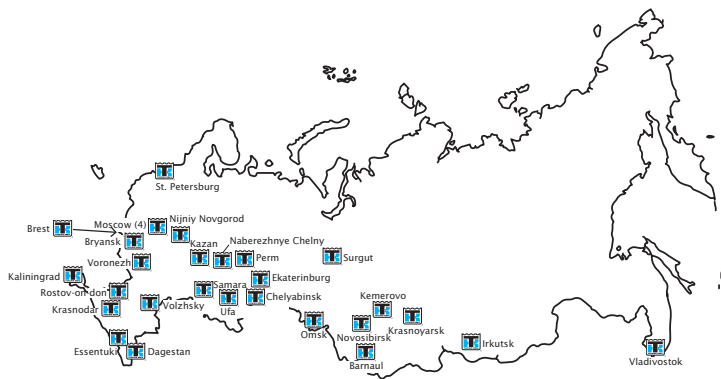 St. Petersburg
Moscow (4)
Nijniy Novgorod
Brest
Bryansk
Kazan
Naberezhnye Chelny
Voronezh
Perm
Surgut
Kaliningrad
Ekaterinburg
Rostov-on-don
Samara
Chelyabinsk
Krasnodar
Volzhsky
Ufa
Kemerovo
Krasnoyarsk
Omsk
Novosibirsk
Irkutsk
Essentuki
Dagestan
Barnaul
Vladivostok